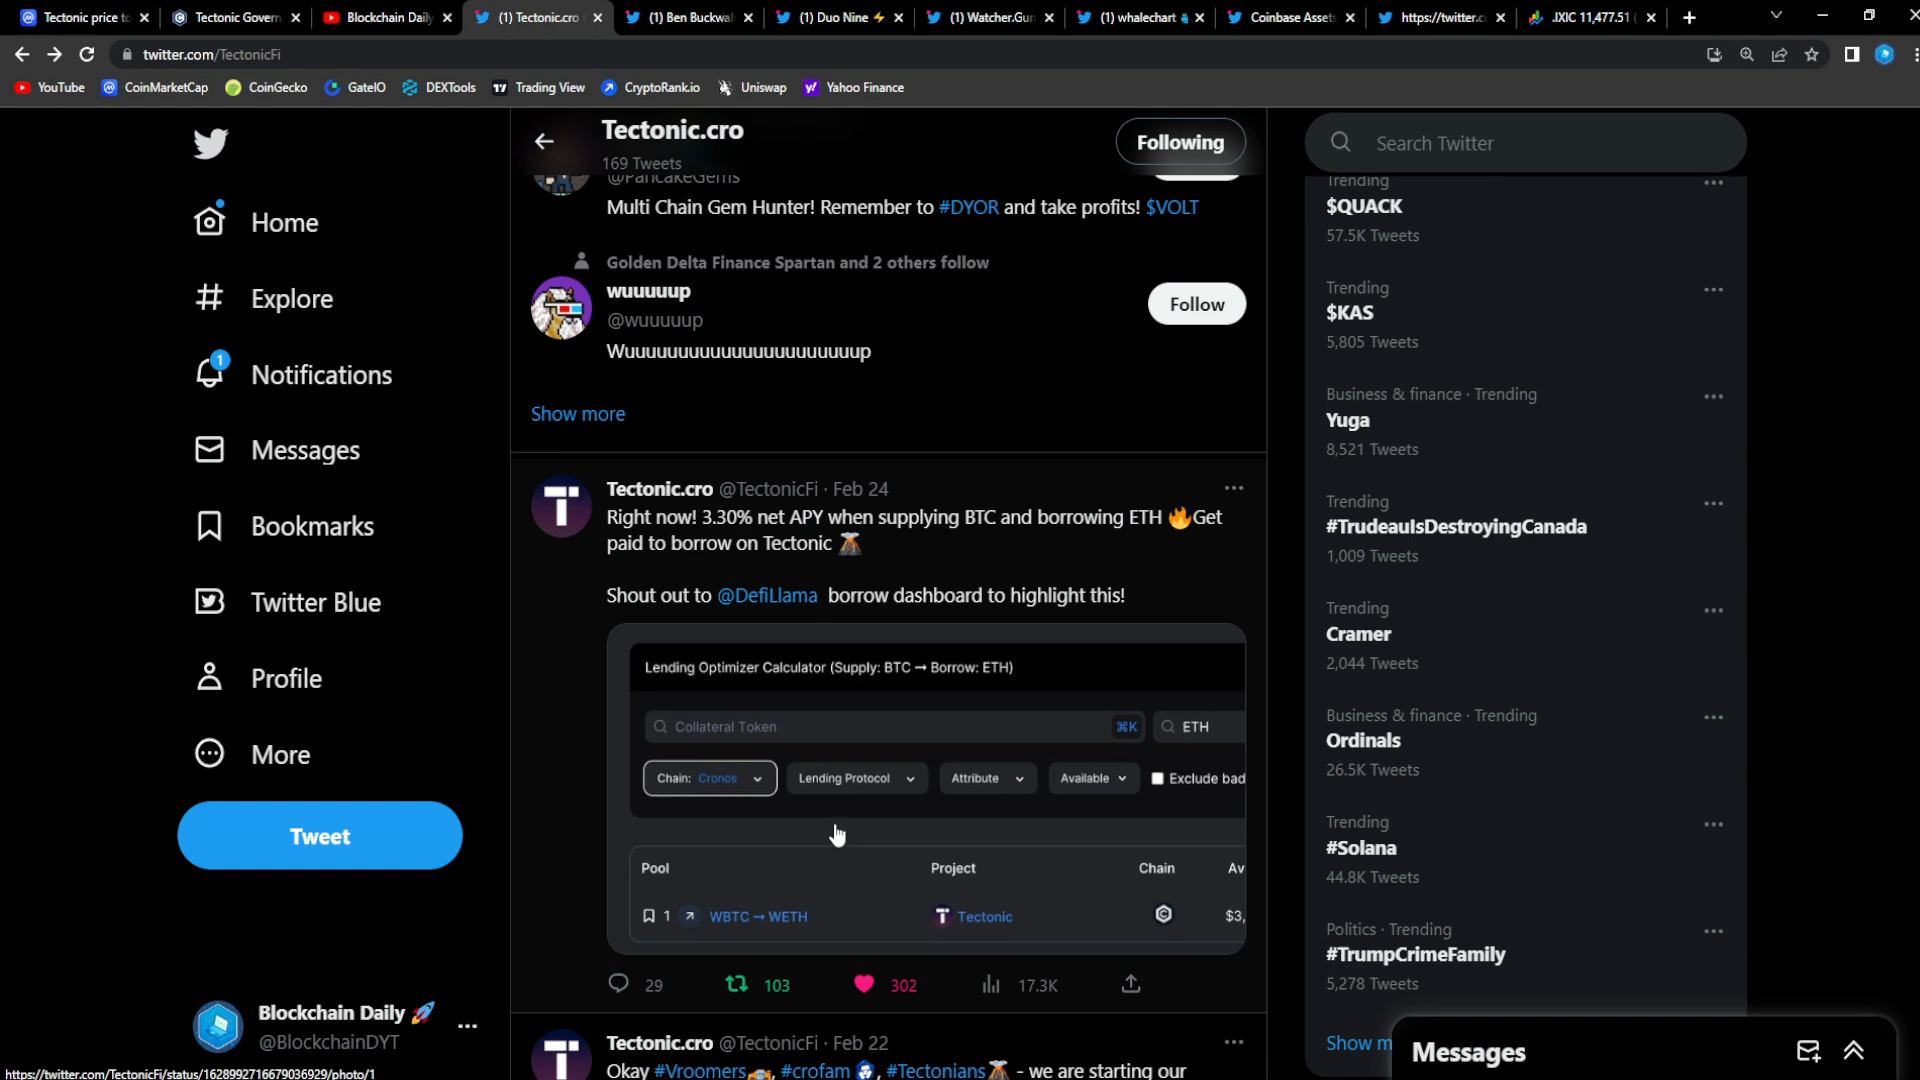 Tectonic price to
Tectonic Govern
Blockchain Daily
(1) Tectonic.cro
(1) Ben Buckwal
(1) Duo Nine
(1) Watcher.Gur
(1) whalechart
Coinbase Assets
https://twitter.c
.IXIC 11,477.51 (
twitter.com/TectonicFi
YouTube
CoinMarketCap
CoinGecko
GateIO
DEXTools
Trading View
CryptoRank.io
Uniswap
Yahoo Finance
Home
Explore
1
Notifications
Messages
Bookmarks
Twitter Blue
Profile
More
Tweet
Blockchain Daily 🚀
@BlockchainDYT
https://twitter.com/TectonicFi/status/1628992716679036929/photo/1
Tectonic.cro
169 Tweets
Following
@PancakeGems
Multi Chain Gem Hunter! Remember to #DYOR and take profits! $VOLT
Golden Delta Finance Spartan and 2 others follow
wuuuuup
@wuuuuup
Follow
Wuuuuuuuuuuuuuuuuuuuuup
Show more
Tectonic.cro @TectonicFi · Feb 24
Right now! 3.30% net APY when supplying BTC and borrowing ETH 🔥Get
paid to borrow on Tectonic 🌋
Shout out to @DefiLlama borrow dashboard to highlight this!
Lending Optimizer Calculator (Supply: BTC → Borrow: ETH)
Collateral Token
⌘K
ETH
Chain: Cronos
Lending Protocol
Attribute
Available
Exclude bad
Pool
Project
Chain
Av
1
WBTC → WETH
Tectonic
$3,
29
103
302
17.3K
Tectonic.cro @TectonicFi · Feb 22
Okay #Vroomers, #crofam, #Tectonians🌋 - we are starting our
Search Twitter
Trending
$QUACK
57.5K Tweets
Trending
$KAS
5,805 Tweets
Business & finance · Trending
Yuga
8,521 Tweets
Trending
#TrudeauIsDestroyingCanada
1,009 Tweets
Trending
Cramer
2,044 Tweets
Business & finance · Trending
Ordinals
26.5K Tweets
Trending
#Solana
44.8K Tweets
Politics · Trending
#TrumpCrimeFamily
5,278 Tweets
Show m
Messages